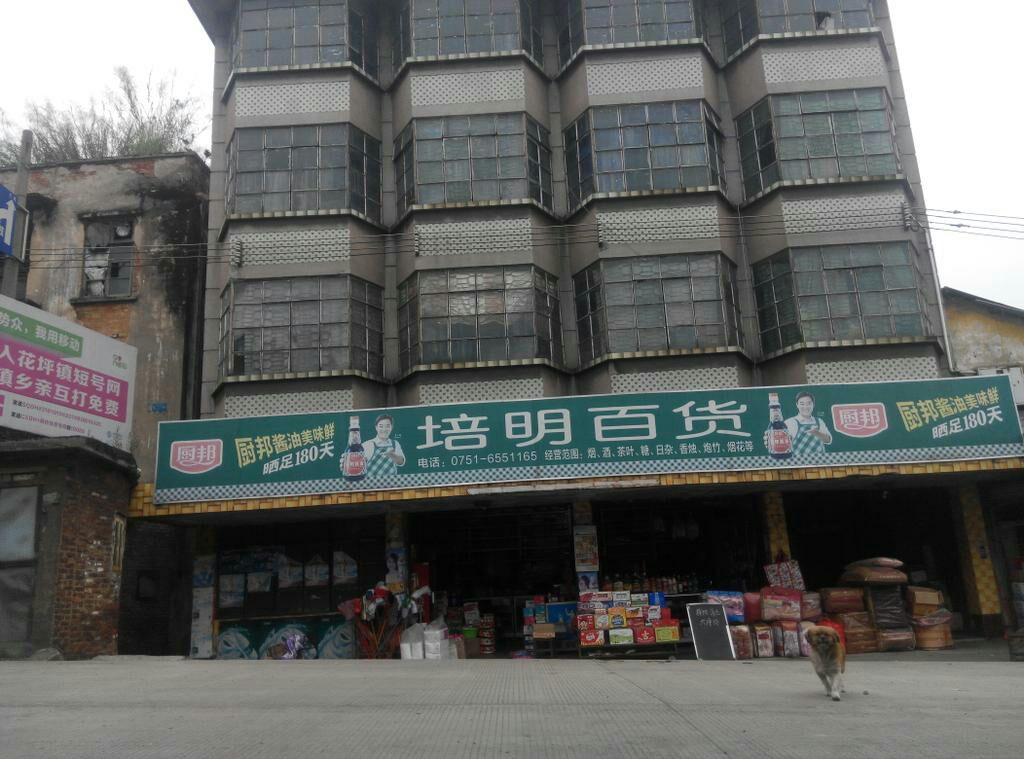 势众，我用移动
人花坪镇短号网
镇乡亲互打免费
厨邦
厨邦酱油美味鲜
晒足180天
培明百货
电话：0751-6551165 经营范围：烟、酒、茶叶、糖、日杂、香烛、炮竹、烟花等
厨邦
厨邦酱油美味鲜
晒足180天